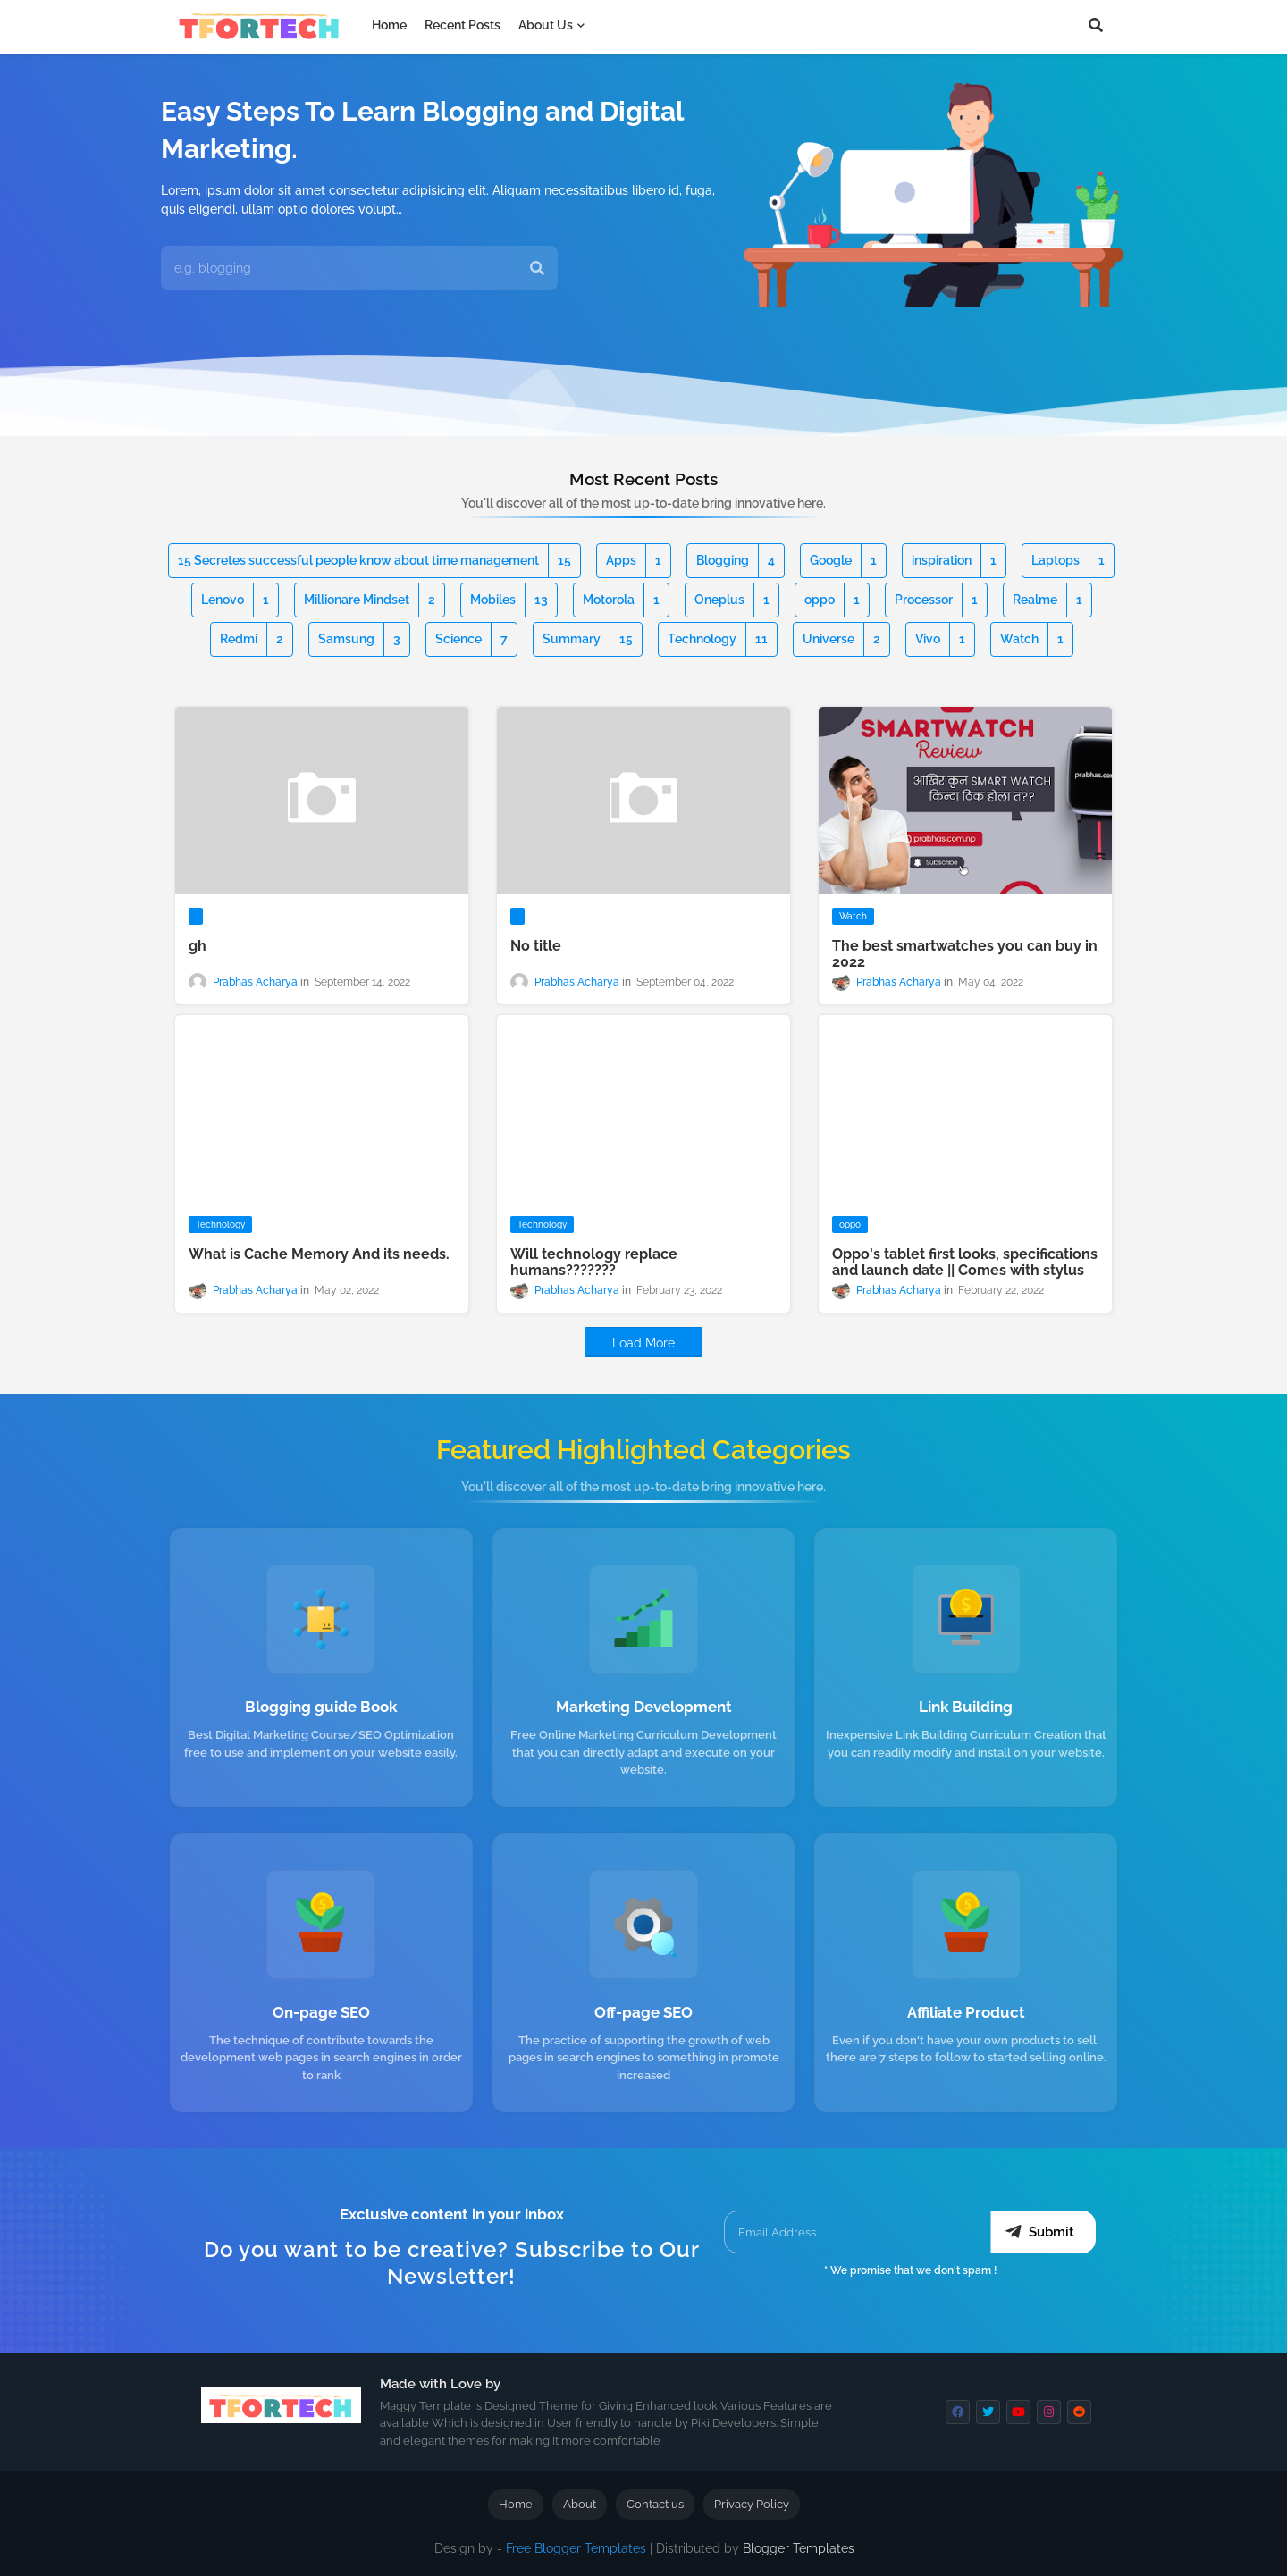 TFORTECH
Home Recent Posts About Us
Easy Steps To Learn Blogging and Digital
Marketing.
Lorem, ipsum dolor sit amet consectetur adipisicing elit. Aliquam necessitatibus libero id, fuga,
quis eligendi, ullam optio dolores volupt...
e.g. blogging
Most Recent Posts
You'll discover all of the most up-to-date bring innovative here.
15 Secretes successful people know about time management 15 Apps 1 Blogging 4 Google 1 inspiration 1 Laptops 1
Lenovo 1 Millionare Mindset 2 Mobiles 13 Motorola 1 Oneplus 1 oppo 1 Processor 1 Realme 1
Redmi 2 Samsung 3 Science 7 Summary 15 Technology 11 Universe 2 Vivo 1 Watch 1
SMARTWATCH
Review
आखिर कुन SMART WATCH
किन्दा ठिक होला त??
prabhas.com
prabhas.com.np
Subscribe
gh
Prabhas Acharya in September 14, 2022
No title
Prabhas Acharya in September 04, 2022
Watch
The best smartwatches you can buy in
2022
Prabhas Acharya in May 04, 2022
Technology
What is Cache Memory And its needs.
Prabhas Acharya in May 02, 2022
Technology
Will technology replace
humans???????
Prabhas Acharya in February 23, 2022
oppo
Oppo's tablet first looks, specifications
and launch date || Comes with stylus
Prabhas Acharya in February 22, 2022
Load More
Featured Highlighted Categories
You'll discover all of the most up-to-date bring innovative here.
Blogging guide Book
Best Digital Marketing Course/SEO Optimization
free to use and implement on your website easily.
Marketing Development
Free Online Marketing Curriculum Development
that you can directly adapt and execute on your
website.
Link Building
Inexpensive Link Building Curriculum Creation that
you can readily modify and install on your website.
On-page SEO
The technique of contribute towards the
development web pages in search engines in order
to rank
Off-page SEO
The practice of supporting the growth of web
pages in search engines to something in promote
increased
Affiliate Product
Even if you don't have your own products to sell,
there are 7 steps to follow to started selling online.
Exclusive content in your inbox
Do you want to be creative? Subscribe to Our
Newsletter!
Email Address
Submit
* We promise that we don't spam !
TFORTECH
Made with Love by
Maggy Template is Designed Theme for Giving Enhanced look Various Features are
available Which is designed in User friendly to handle by Piki Developers. Simple
and elegant themes for making it more comfortable
Home About Contact us Privacy Policy
Design by - Free Blogger Templates | Distributed by Blogger Templates